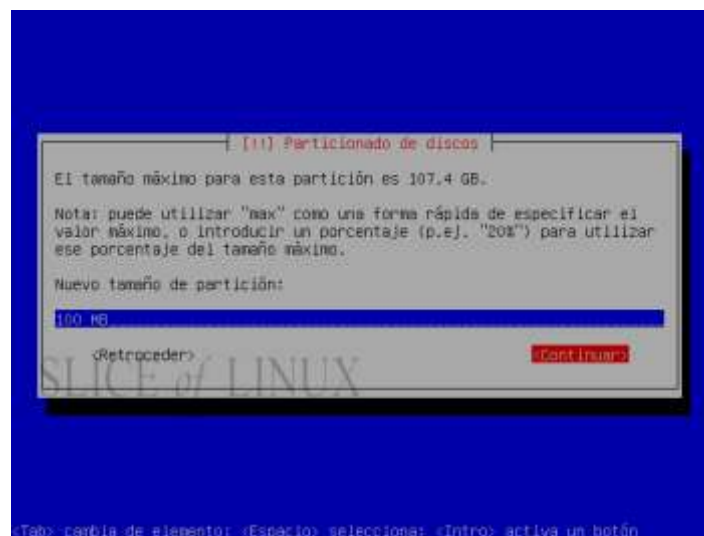 [!!] Particionado de discos
El tamaño máximo para esta partición es 107.4 GB.
Nota: puede utilizar "max" como una forma rápida de especificar el
valor máximo, o introducir un porcentaje (p.ej. "20%") para utilizar
ese porcentaje del tamaño máximo.
Nuevo tamaño de partición:
100 MB
<Retroceder> <Continuar>
SLICE of LINUX
<Tab> cambia de elemento; <Espacio> selecciona; <Intro> activa un botón